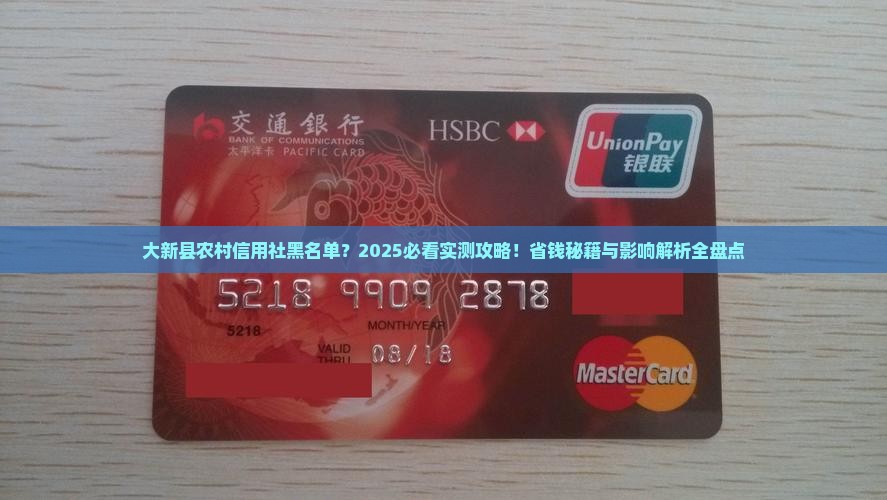 交通銀行 HSBC
BANK OF COMMUNICATIONS
太平洋卡 PACIFIC CARD
UnionPay
银联
大新县农村信用社黑名单？2025必看实测攻略！省钱秘籍与影响解析全盘点
5218 9909 2878
5218
MONTH/YEAR
VALID
THRU
08/18
MasterCard